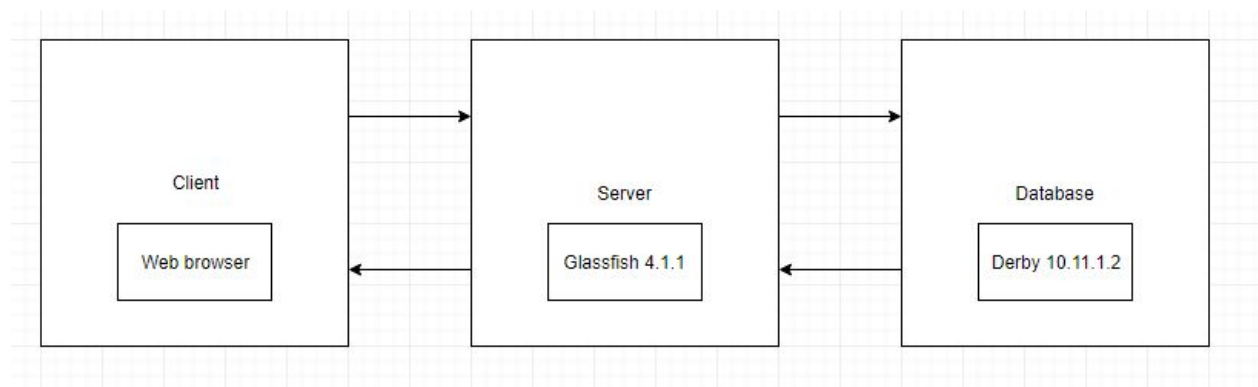 Client
Web browser
Server
Glassfish 4.1.1
Database
Derby 10.11.1.2